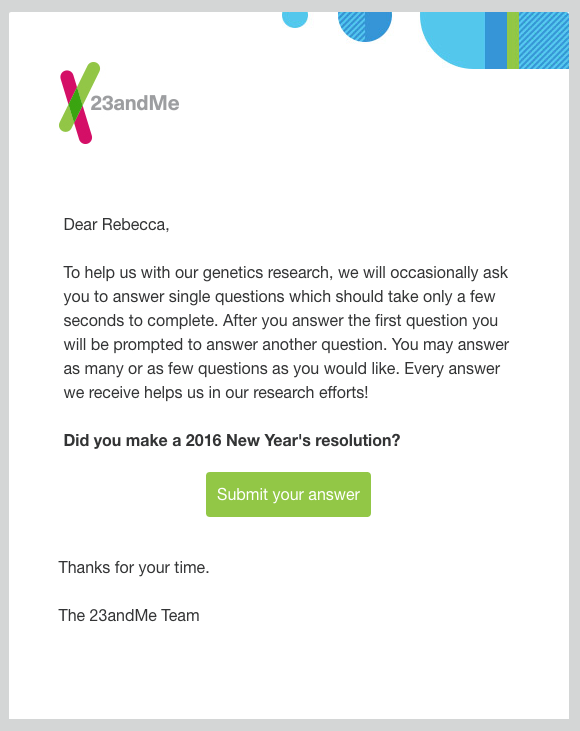 23andMe
Dear Rebecca,
To help us with our genetics research, we will occasionally ask
you to answer single questions which should take only a few
seconds to complete. After you answer the first question you
will be prompted to answer another question. You may answer
as many or as few questions as you would like. Every answer
we receive helps us in our research efforts!
Did you make a 2016 New Year's resolution?
Submit your answer
Thanks for your time.
The 23andMe Team